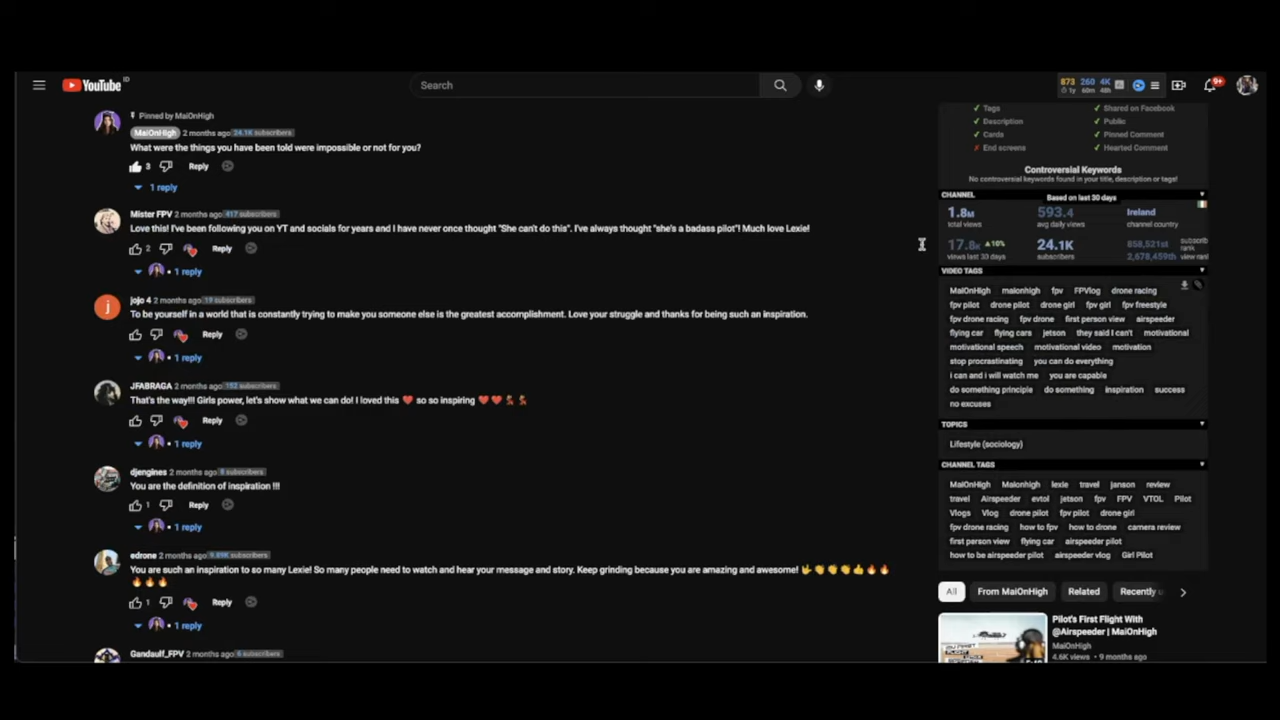 YouTube ID
Search
873 260 4K
1y 60m 48h
9+
Pinned by MaiOnHigh
MaiOnHigh 2 months ago 24.1K subscribers
What were the things you have been told were impossible or not for you?
3 Reply
1 reply
Mister FPV 2 months ago 417 subscribers
Love this! I've been following you on YT and socials for years and I have never once thought "She can't do this". I've always thought "she's a badass pilot"! Much love Lexie!
2 Reply
1 reply
j
jojo 4 2 months ago 19 subscribers
To be yourself in a world that is constantly trying to make you someone else is the greatest accomplishment. Love your struggle and thanks for being such an inspiration.
Reply
1 reply
JFABRAGA 2 months ago 152 subscribers
That's the way!!! Girls power, let's show what we can do! I loved this ❤️ so so inspiring ❤️❤️💃💃
Reply
1 reply
djengines 2 months ago 8 subscribers
You are the definition of inspiration !!!
1 Reply
1 reply
edrone 2 months ago 9.89K subscribers
You are such an inspiration to so many Lexie! So many people need to watch and hear your message and story. Keep grinding because you are amazing and awesome! 🤟👏👏👏👍🔥🔥
🔥🔥🔥🔥
1 Reply
1 reply
Gandaulf_FPV 2 months ago 6 subscribers
✓ Tags ✓ Shared on Facebook
✓ Description ✓ Public
✓ Cards ✓ Pinned Comment
✗ End screens ✓ Hearted Comment
Controversial Keywords
No controversial keywords found in your title, description or tags!
CHANNEL
Based on last 30 days
1.8M 593.4 Ireland
total views avg daily views Channel country
17.8K ▲10% 24.1K 858,521st subscrib
views last 30 days subscribers 2,678,459th rank
view rank
VIDEO TAGS
MaiOnHigh maionhigh fpv FPVlog drone racing
fpv pilot drone pilot drone girl fpv girl fpv freestyle
fpv drone racing fpv drone first person view airspeeder
flying car flying cars jetson they said I can't motivational
motivational speech motivational video motivation
stop procrastinating you can do everything
i can and i will watch me you are capable
do something principle do something inspiration success
no excuses
TOPICS
Lifestyle (sociology)
CHANNEL TAGS
MaiOnHigh Maionhigh lexie travel janson review
travel Airspeeder evtol jetson fpv FPV VTOL Pilot
Vlogs Vlog drone pilot fpv pilot drone girl
fpv drone racing how to fpv how to drone camera review
first person view flying car airspeeder pilot
how to be airspeeder pilot airspeeder vlog Girl Pilot
All From MaiOnHigh Related Recently
Pilot's First Flight With
@Airspeeder | MaiOnHigh
MaiOnHigh
4.6K views • 9 months ago